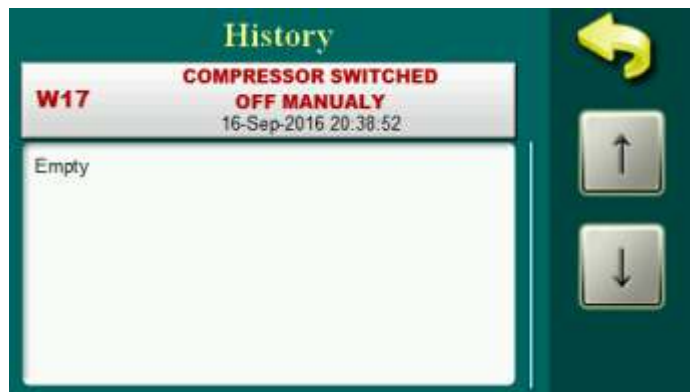 History
W17
COMPRESSOR SWITCHED
OFF MANUALY
16-Sep-2016 20:38:52
Empty